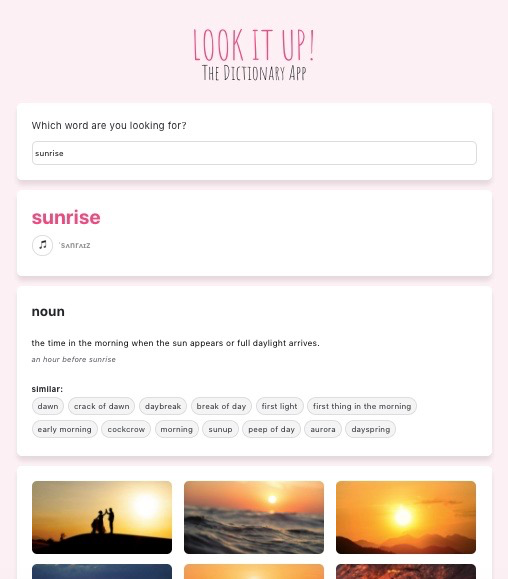 LOOK IT UP!
THE DICTIONARY APP
Which word are you looking for?
sunrise
sunrise
ˈsʌnrʌɪz
noun
the time in the morning when the sun appears or full daylight arrives.
an hour before sunrise
similar:
dawn crack of dawn daybreak break of day first light first thing in the morning
early morning cockcrow morning sunup peep of day aurora dayspring